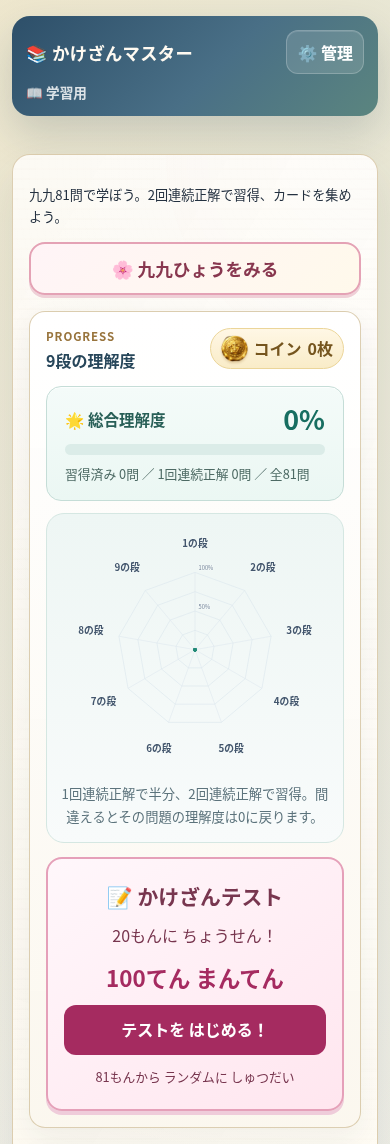 📚 かけざんマスター
⚙️ 管理
📖 学習用
九九81問で学ぼう。2回連続正解で習得、カードを集め
よう。
🌸 九九ひょうをみる
PROGRESS
9段の理解度
コイン 0枚
🌟 総合理解度
0%
習得済み 0問 ／ 1回連続正解 0問 ／ 全81問
1の段
9の段
100%
2の段
50%
8の段
3の段
7の段
4の段
6の段
5の段
1回連続正解で半分、2回連続正解で習得。間
違えるとその問題の理解度は0に戻ります。
📝 かけざんテスト
20もんに ちょうせん！
100てん まんてん
テストを はじめる！
81もんから ランダムに しゅつだい